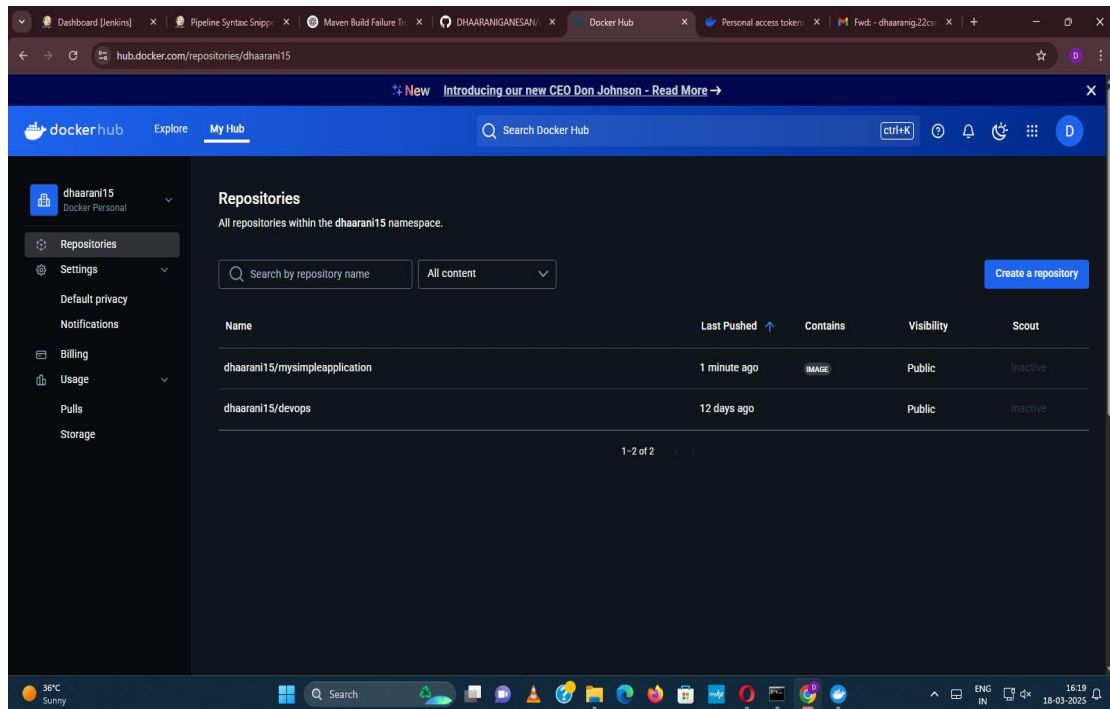 Dashboard [Jenkins]
Pipeline Syntax: Snippe
Maven Build Failure Tr
DHAARANIGANESAN/
Docker Hub
Personal access token
Fwd: - dhaaranig.22cse
hub.docker.com/repositories/dhaarani15
D
New Introducing our new CEO Don Johnson - Read More →
dockerhub
Explore
My Hub
Search Docker Hub
ctrl+K
D
dhaarani15
Docker Personal
Repositories
Settings
Default privacy
Notifications
Billing
Usage
Pulls
Storage
Repositories
All repositories within the dhaarani15 namespace.
Search by repository name
All content
Create a repository
Name Last Pushed ↑ Contains Visibility Scout
dhaarani15/mysimpleapplication 1 minute ago IMAGE Public Inactive
dhaarani15/devops 12 days ago Public Inactive
1-2 of 2
36°C
Sunny
Search
ENG
IN
16:19
18-03-2025